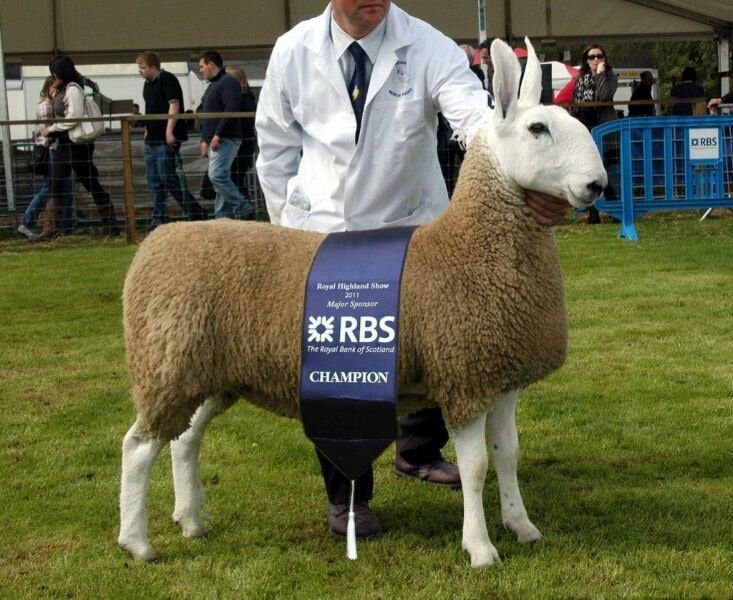 Royal Highland Show
2011
Major Sponsor
RBS
The Royal Bank of Scotland
CHAMPION
RBS